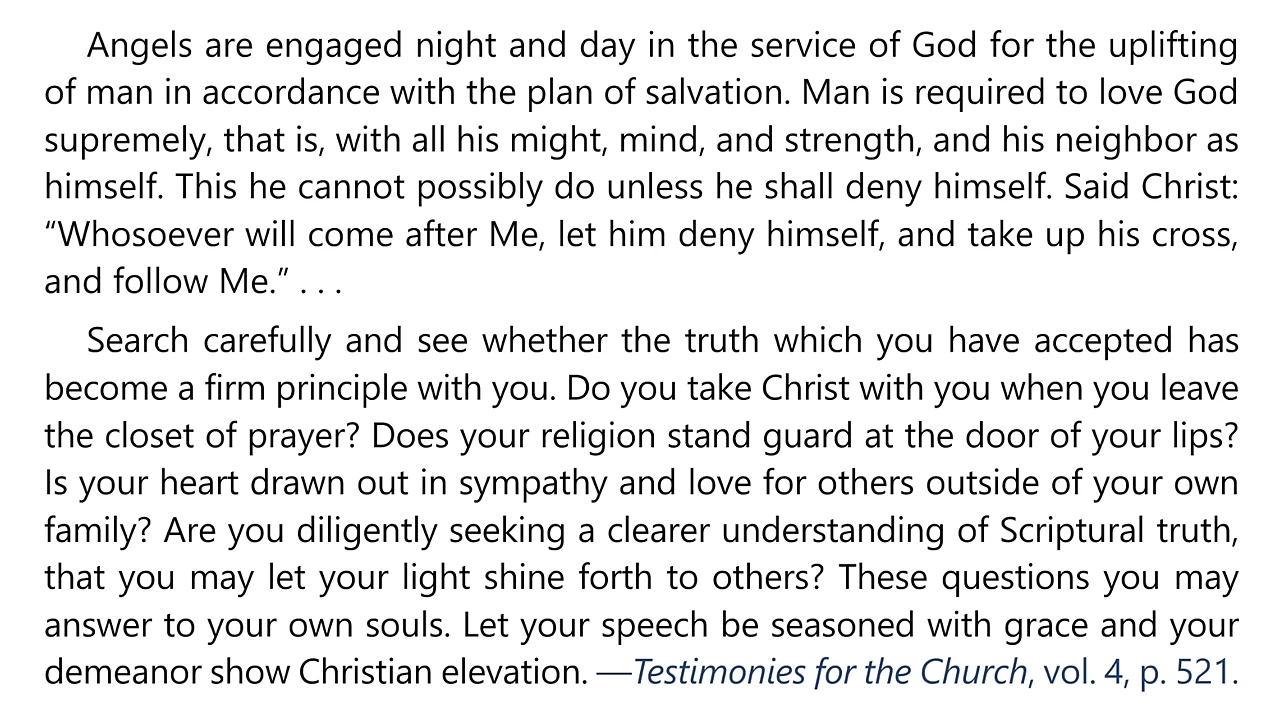 Angels are engaged night and day in the service of God for the uplifting
of man in accordance with the plan of salvation. Man is required to love God
supremely, that is, with all his might, mind, and strength, and his neighbor as
himself. This he cannot possibly do unless he shall deny himself. Said Christ:
“Whosoever will come after Me, let him deny himself, and take up his cross,
and follow Me.” . . .
Search carefully and see whether the truth which you have accepted has
become a firm principle with you. Do you take Christ with you when you leave
the closet of prayer? Does your religion stand guard at the door of your lips?
Is your heart drawn out in sympathy and love for others outside of your own
family? Are you diligently seeking a clearer understanding of Scriptural truth,
that you may let your light shine forth to others? These questions you may
answer to your own souls. Let your speech be seasoned with grace and your
demeanor show Christian elevation. —Testimonies for the Church, vol. 4, p. 521.